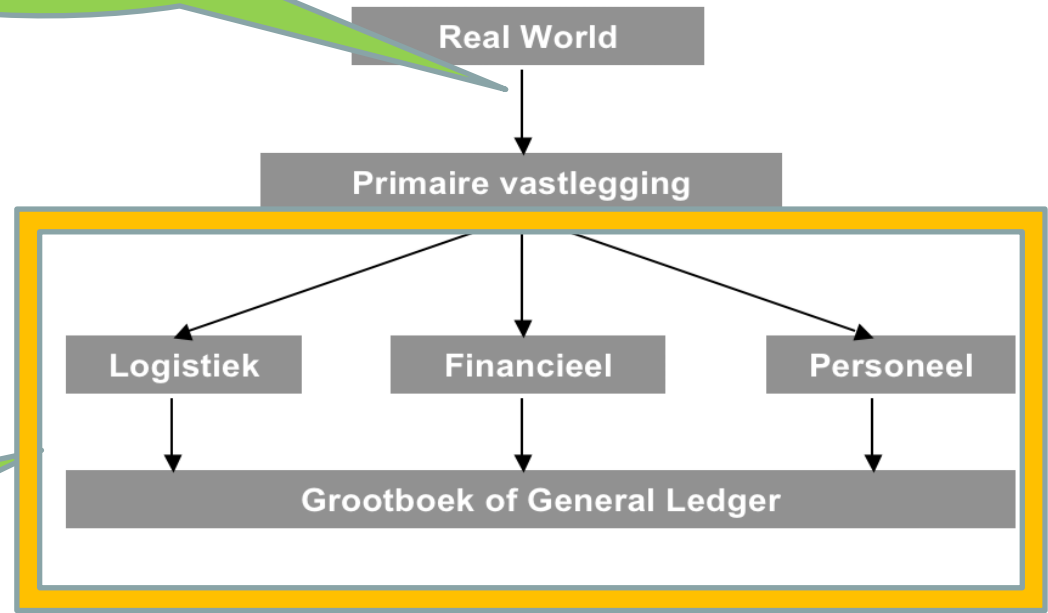 Real World
Primaire vastlegging
Logistiek
Financieel
Personeel
Grootboek of General Ledger